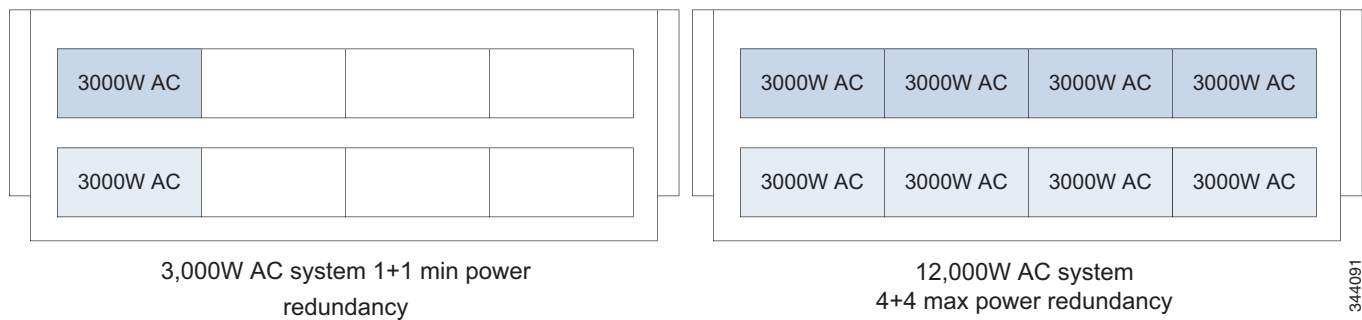 3000W AC
3000W AC
3,000W AC system 1+1 min power
redundancy
3000W AC 3000W AC 3000W AC 3000W AC
3000W AC 3000W AC 3000W AC 3000W AC
12,000W AC system
4+4 max power redundancy
344091